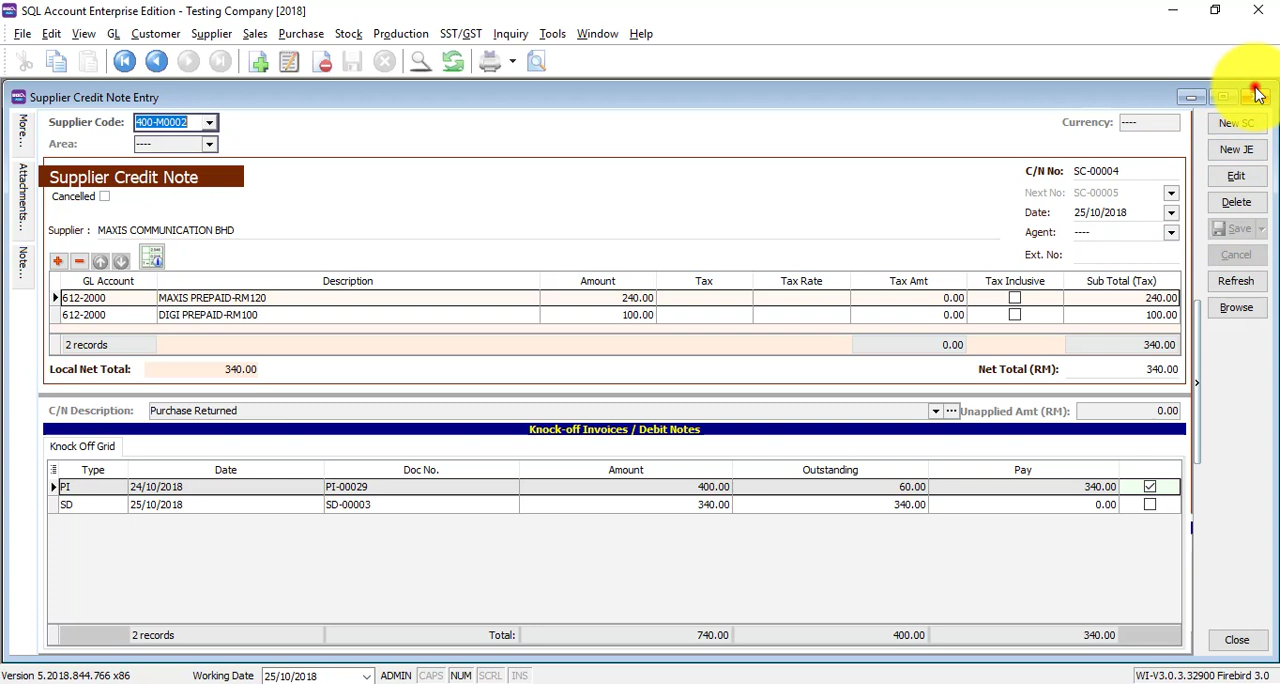 SQL Account Enterprise Edition - Testing Company [2018]
File Edit View GL Customer Supplier Sales Purchase Stock Production SST/GST Inquiry Tools Window Help
Supplier Credit Note Entry
More...
Attachments...
Note...
Supplier Code: 400-M0002
Currency: ----
Area: ----
Supplier Credit Note
Cancelled
C/N No: SC-00004
Next No: SC-00005
Date: 25/10/2018
Agent: ----
Ext. No:
Supplier : MAXIS COMMUNICATION BHD
GL Account Description Amount Tax Tax Rate Tax Amt Tax Inclusive Sub Total (Tax)
612-2000 MAXIS PREPAID-RM120 240.00 0.00 240.00
612-2000 DIGI PREPAID-RM100 100.00 0.00 100.00
2 records 0.00 340.00
Local Net Total: 340.00 Net Total (RM): 340.00
C/N Description: Purchase Returned Unapplied Amt (RM): 0.00
Knock-off Invoices / Debit Notes
Knock Off Grid
Type Date Doc No. Amount Outstanding Pay
PI 24/10/2018 PI-00029 400.00 60.00 340.00
SD 25/10/2018 SD-00003 340.00 340.00 0.00
2 records Total: 740.00 400.00 340.00
New SC
New JE
Edit
Delete
Save
Cancel
Refresh
Browse
Close
Version 5.2018.844.766 x86 Working Date 25/10/2018 ADMIN CAPS NUM SCRL INS WI-V3.0.3.32900 Firebird 3.0